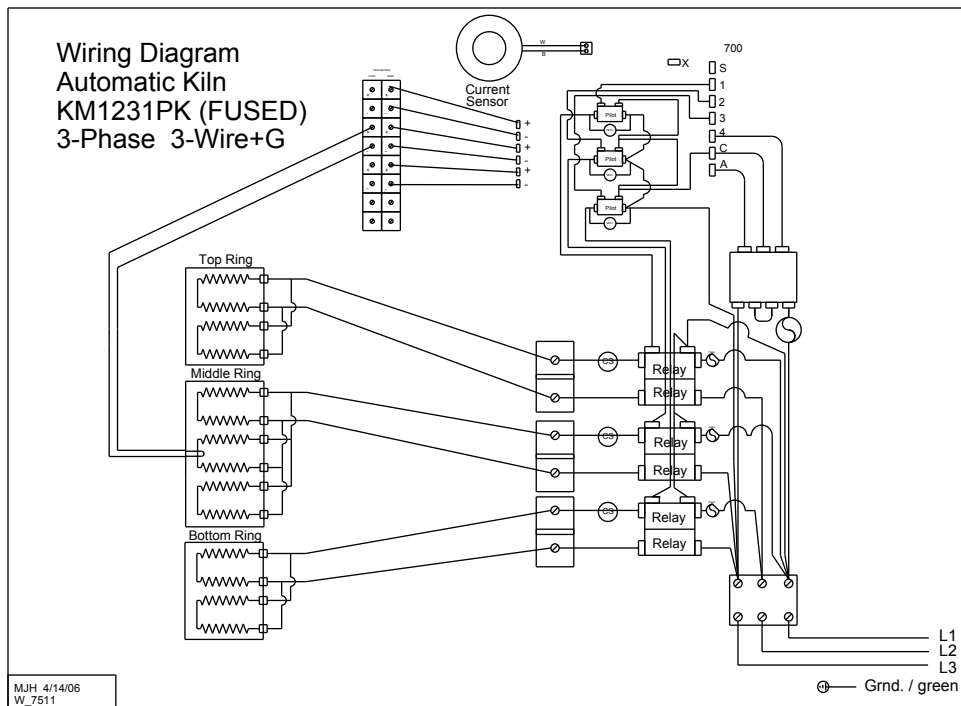 Wiring Diagram
Automatic Kiln
KM1231PK (FUSED)
3-Phase 3-Wire+G
W
B
Current
Sensor
+
-
+
-
+
-
X
700
S
1
2
3
4
C
A
Pilot
Pilot
Pilot
Top Ring
Middle Ring
Bottom Ring
CS
Relay
Relay
CS
Relay
Relay
CS
Relay
Relay
L1
L2
L3
Grnd. / green
MJH 4/14/06
W_7511